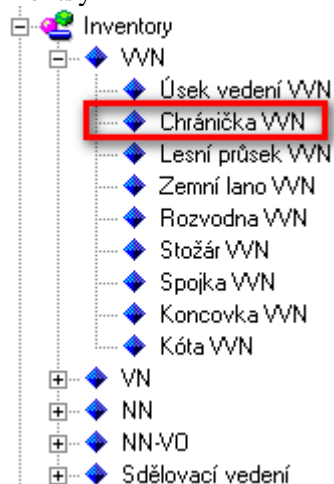 Inventory
VVN
Úsek vedení VVN
Chránička VVN
Lesní průsek VVN
Zemní lano VVN
Rozvodna VVN
Stožár VVN
Spojka VVN
Koncovka VVN
Kóta VVN
VN
NN
NN-VO
Sdělovací vedení